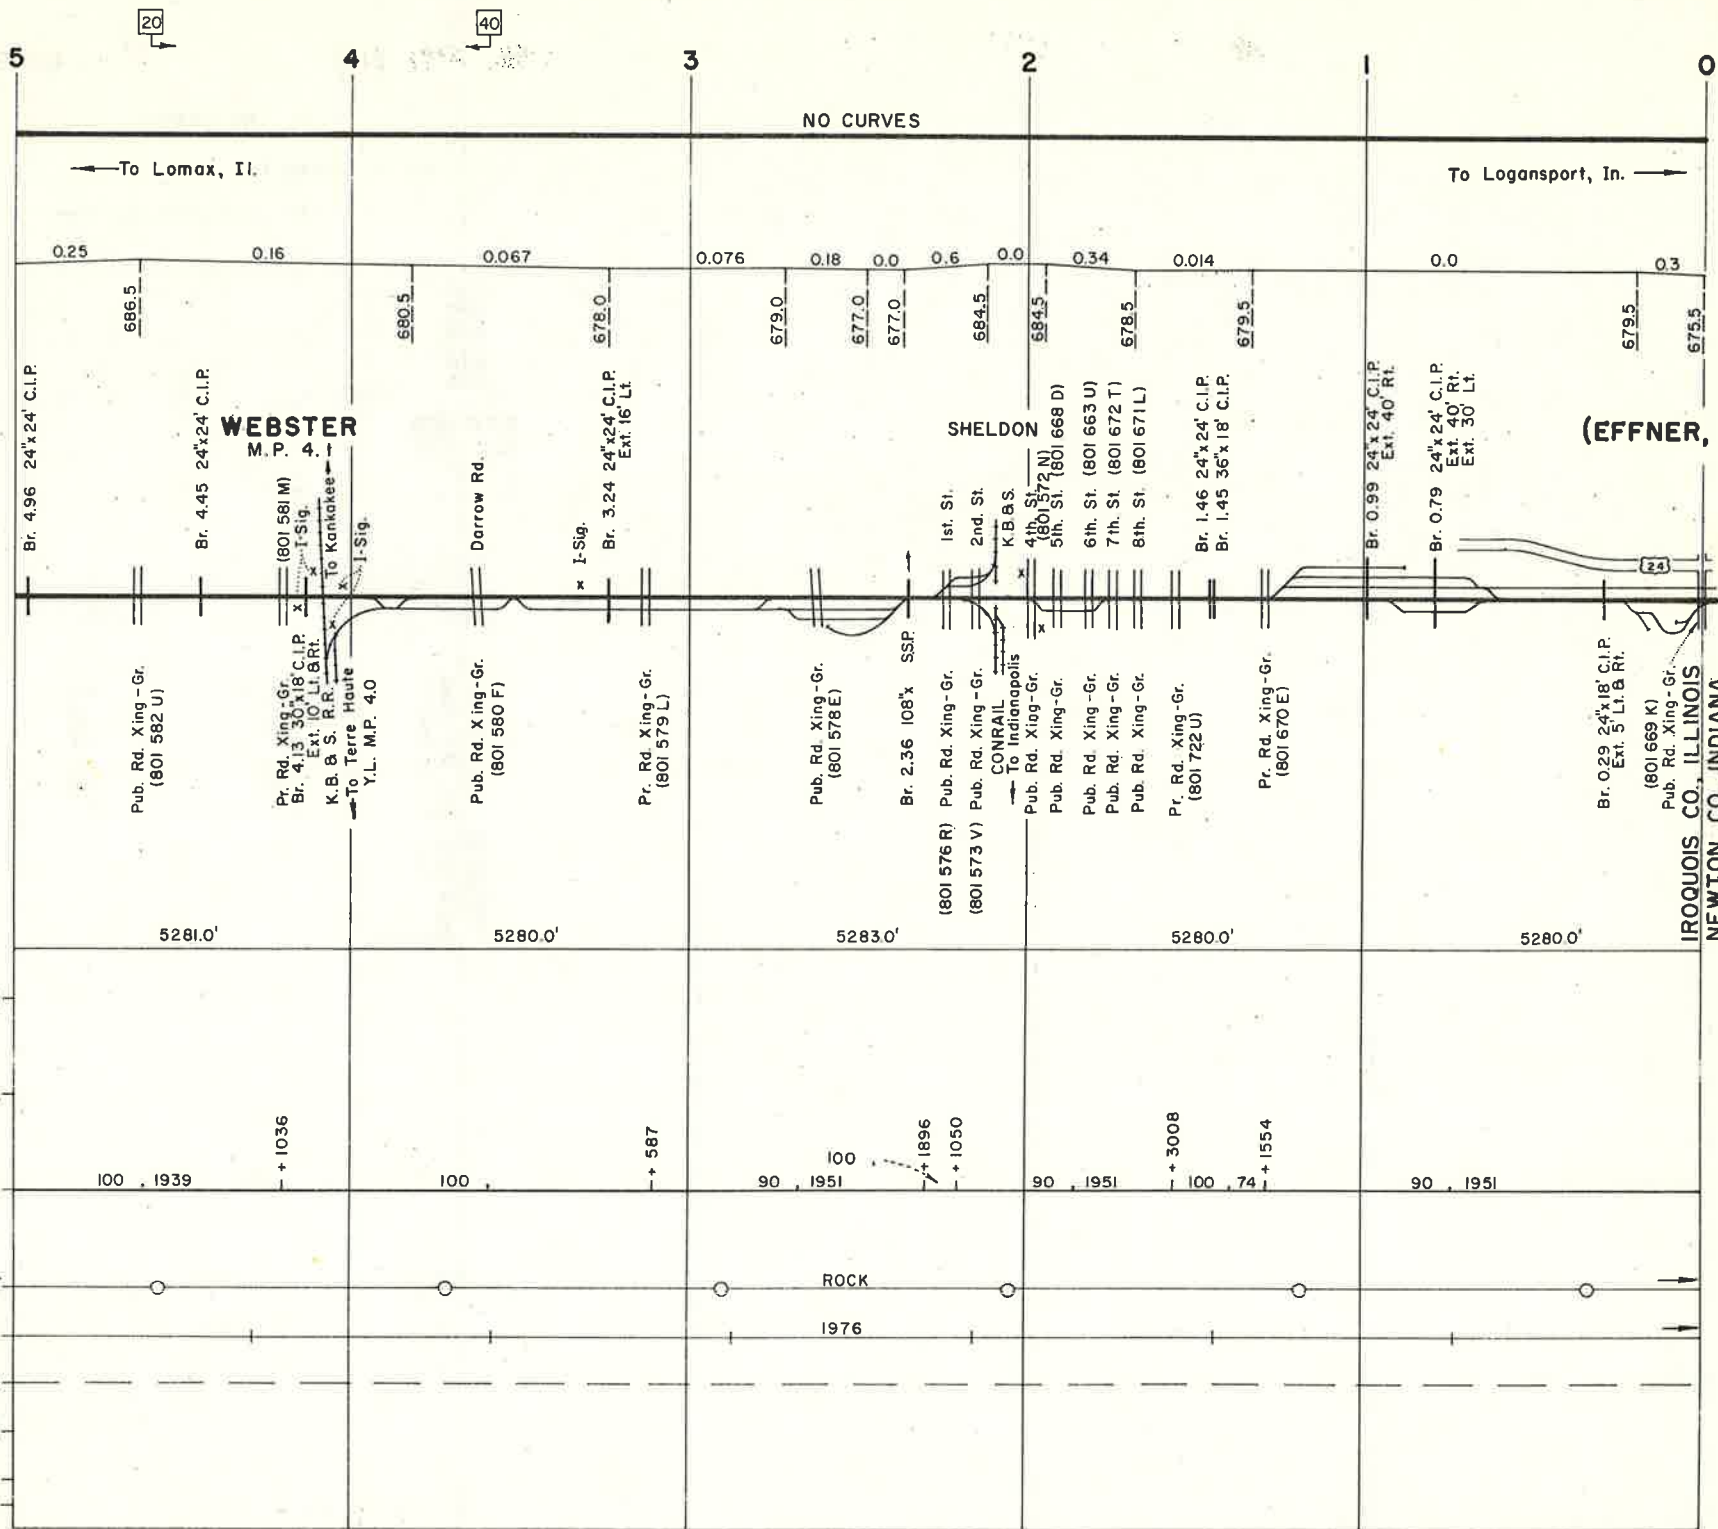 20
40
5
4
3
2
1
0
NO CURVES
To Lomax, Il.
To Logansport, In.
0.25
0.16
0.067
0.076
0.18
0.0
0.6
0.0
0.34
0.014
0.0
0.3
686.5
680.5
678.0
679.0
677.0
677.0
684.5
684.5
678.5
679.5
679.5
675.5
Br. 4.96 24"x24' C.I.P.
Br. 4.45 24"x24' C.I.P.
WEBSTER
M.P. 4.
(801 581 M)
I-Sig.
To Kankakee
I-Sig.
Darrow Rd.
I-Sig.
Br. 3.24 24"x24' C.I.P.
Ext. 16' Lt.
SHELDON
1st. St.
2nd. St.
K.B.& S.
4th. St.
(801 572 N)
5th. St. (801 668 D)
6th. St. (801 663 U)
7th. St. (801 672 T)
8th. St. (801 671 L)
Br. 1.46 24"x 24' C.I.P.
Br. 1.45 36"x 18' C.I.P.
Br. 0.99 24"x 24' C.I.P.
Ext. 40' Rt.
Br. 0.79 24"x 24' C.I.P.
Ext. 40' Rt.
Ext. 30' Lt.
(EFFNER,
24
Pub. Rd. Xing-Gr.
(801 582 U)
Pr. Rd. Xing-Gr.
Br. 4.13 30"x18' C.I.P.
Ext. 10' Lt. & Rt.
K.B. & S. R.R.
To Terre Haute
Y.L. M.P. 4.0
Pub. Rd. Xing-Gr.
(801 580 F)
Pr. Rd. Xing-Gr.
(801 579 L)
Pub. Rd. Xing-Gr.
(801 578 E)
Br. 2.36 108"x S.S.P.
(801 576 R) Pub. Rd. Xing-Gr.
(801 573 V) Pub. Rd. Xing-Gr.
CONRAIL
To Indianapolis
Pub. Rd. Xing-Gr.
Pub. Rd. Xing-Gr.
Pub. Rd. Xing-Gr.
Pub. Rd. Xing-Gr.
Pub. Rd. Xing-Gr.
Pr. Rd. Xing-Gr.
(801 722 U)
Pr. Rd. Xing-Gr.
(801 670 E)
Br. 0.29 24"x18' C.I.P.
Ext. 5' Lt. & Rt.
(801 669 K)
Pub. Rd. Xing-Gr.
IROQUOIS CO., ILLINOIS
NEWTON CO., INDIANA
5281.0'
5280.0'
5283.0'
5280.0'
5280.0'
+ 1036
+ 587
+ 1896
+ 1050
+ 3008
+ 1554
100 , 1939
100
90 , 1951
100
90 , 1951
100 , 74
90 , 1951
ROCK
1976